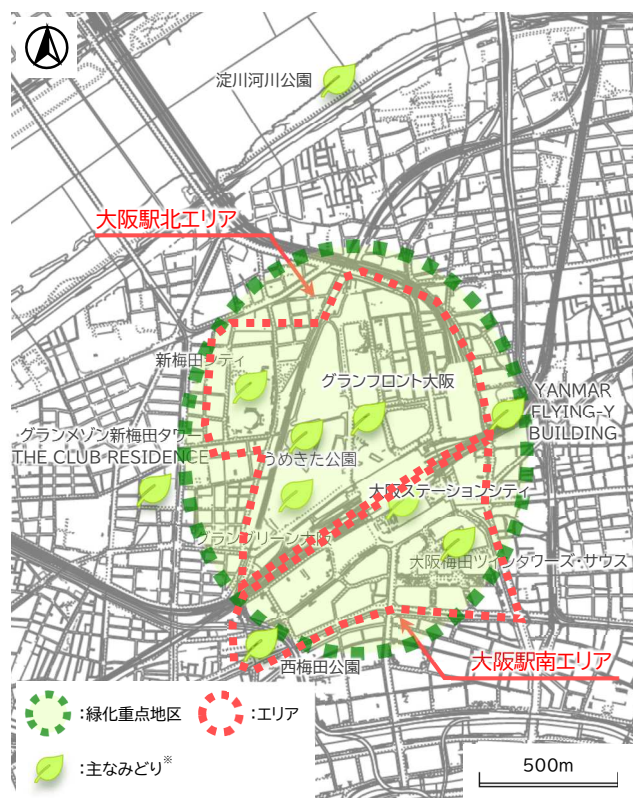 淀川河川公園
大阪駅北エリア
新梅田シティ
グランフロント大阪
YANMAR
FLYING-Y
BUILDING
グランメゾン新梅田タワー
THE CLUB RESIDENCE
うめきた公園
大阪ステーションシティ
グラングリーン大阪
大阪梅田ツインタワーズ・サウス
西梅田公園
大阪駅南エリア
:緑化重点地区
:エリア
:主なみどり※
500m